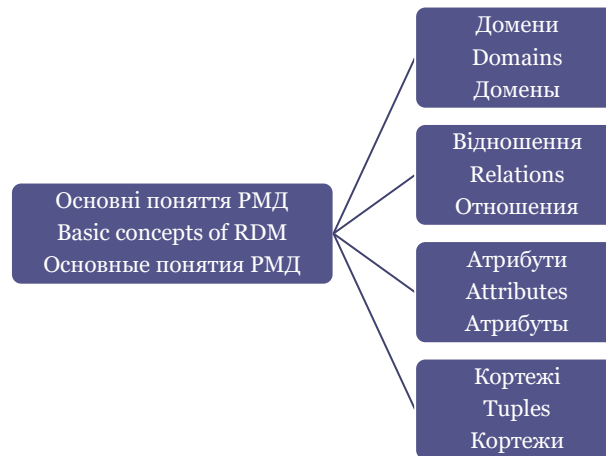 Основні поняття РМД
Basic concepts of RDM
Основные понятия РМД
Домени
Domains
Домены
Відношення
Relations
Отношения
Атрибути
Attributes
Атрибуты
Кортежі
Tuples
Кортежи